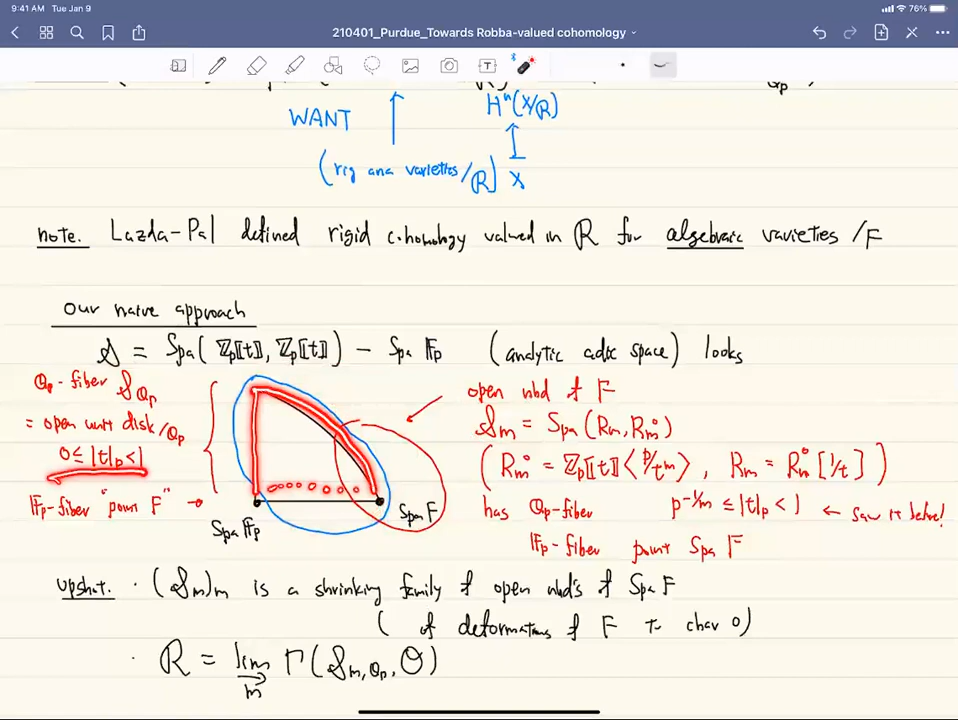 9:41 AM Tue Jan 9
76%
210401_Purdue_Towards Robba-valued cohomology
R)
Qp
WANT
Hⁿ(X/R)
(rig ana varieties/R) X
note. Lazda-Pal defined rigid cohomology valued in R for algebraic varieties /F
our naive approach
S = Spa(ℤp⟦t⟧, ℤp⟦t⟧) - Spa 𝔽p (analytic adic space) looks
Qp-fiber S_Qp
= open unit disk/Qp
0≤|t|p<1
𝔽p-fiber "point F" →
Spa 𝔽p
Spa F
open nbd of F
Sm = Spa(Rm, Rm°)
(Rm° = ℤp⟦t⟧⟨p/tᵐ⟩, Rm = Rm°[1/t])
has Qp-fiber p^-1/m ≤ |t|p < 1 ← saw it before!
𝔽p-fiber point Spa F
upshot. · (Sm)m is a shrinking family of open nbd's of Spa F
( of deformations of F to char 0)
· R = lim→m Γ(Sm,Qp, O)